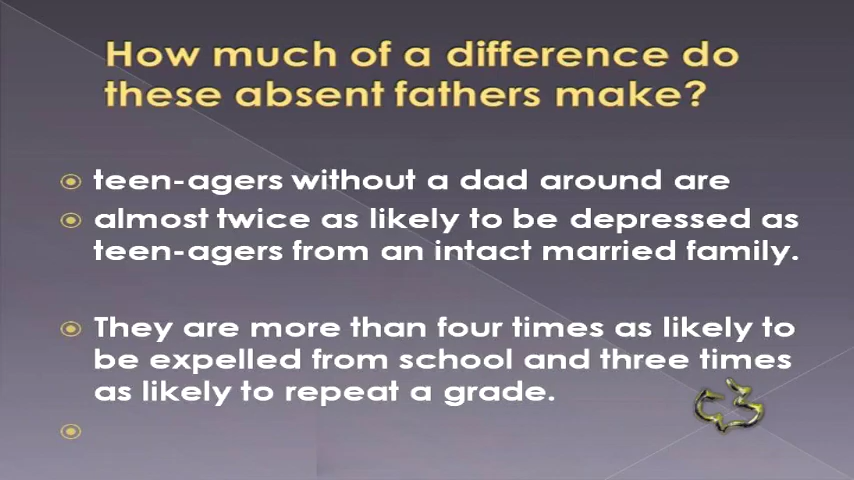 How much of a difference do
these absent fathers make?
teen-agers without a dad around are
almost twice as likely to be depressed as
teen-agers from an intact married family.
They are more than four times as likely to
be expelled from school and three times
as likely to repeat a grade.